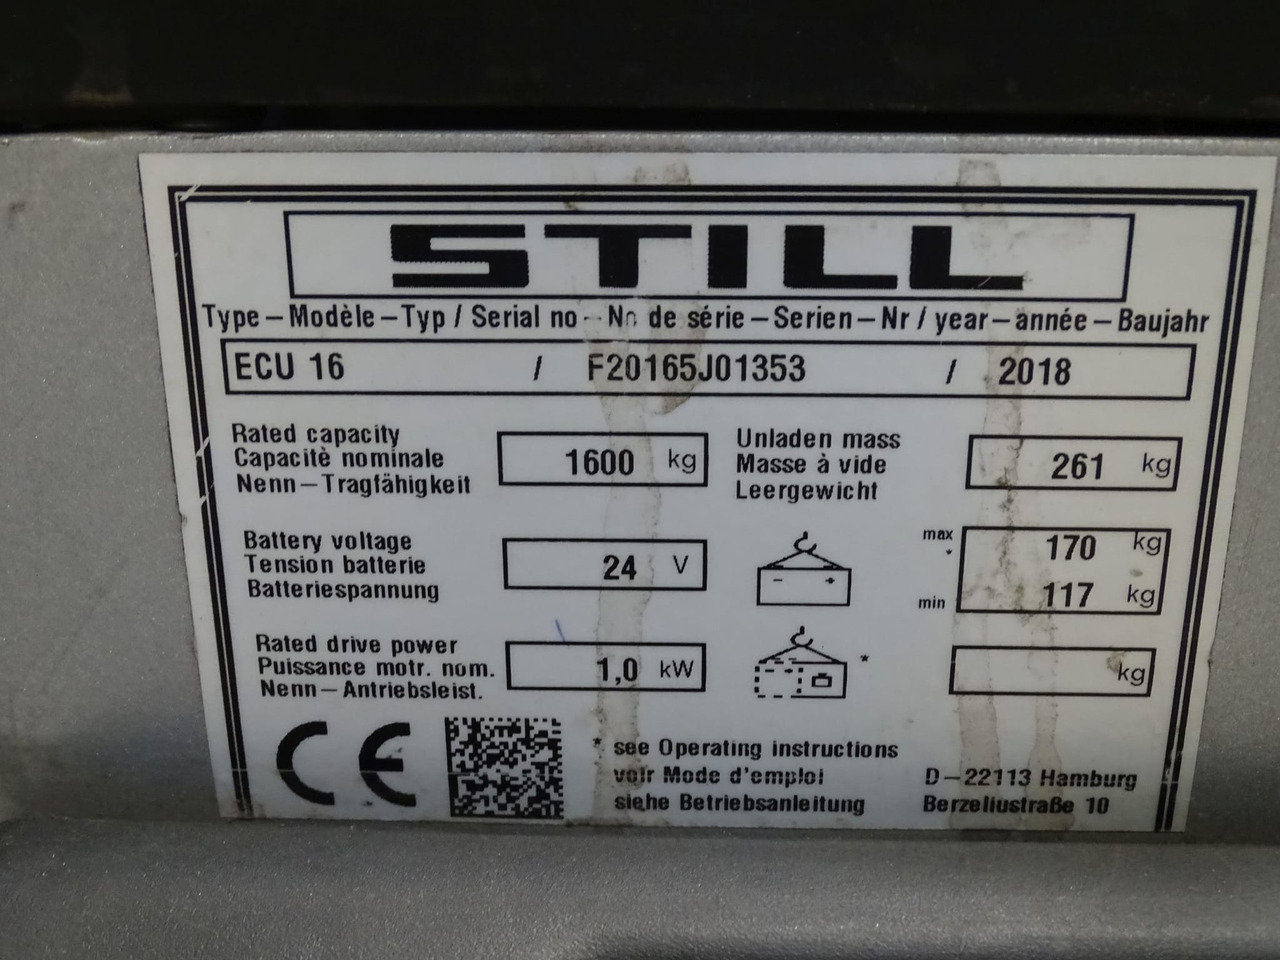 STILL
Type – Modèle – Typ / Serial no - No de série – Serien – Nr / year – année – Baujahr
ECU 16 / F20165J01353 / 2018
Rated capacity
Capacitè nominale
Nenn – Tragfähigkeit
1600 kg
Unladen mass
Masse à vide
Leergewicht
261 kg
Battery voltage
Tension batterie
Batteriespannung
24 V
- +
max
*
min
170 kg
117 kg
Rated drive power
Puissance motr. nom.
Nenn – Antriebsleist.
1,0 kW
*
kg
CE
* see Operating instructions
voir Mode d'emploi
siehe Betriebsanleitung
D – 22113 Hamburg
Berzeliustraße 10